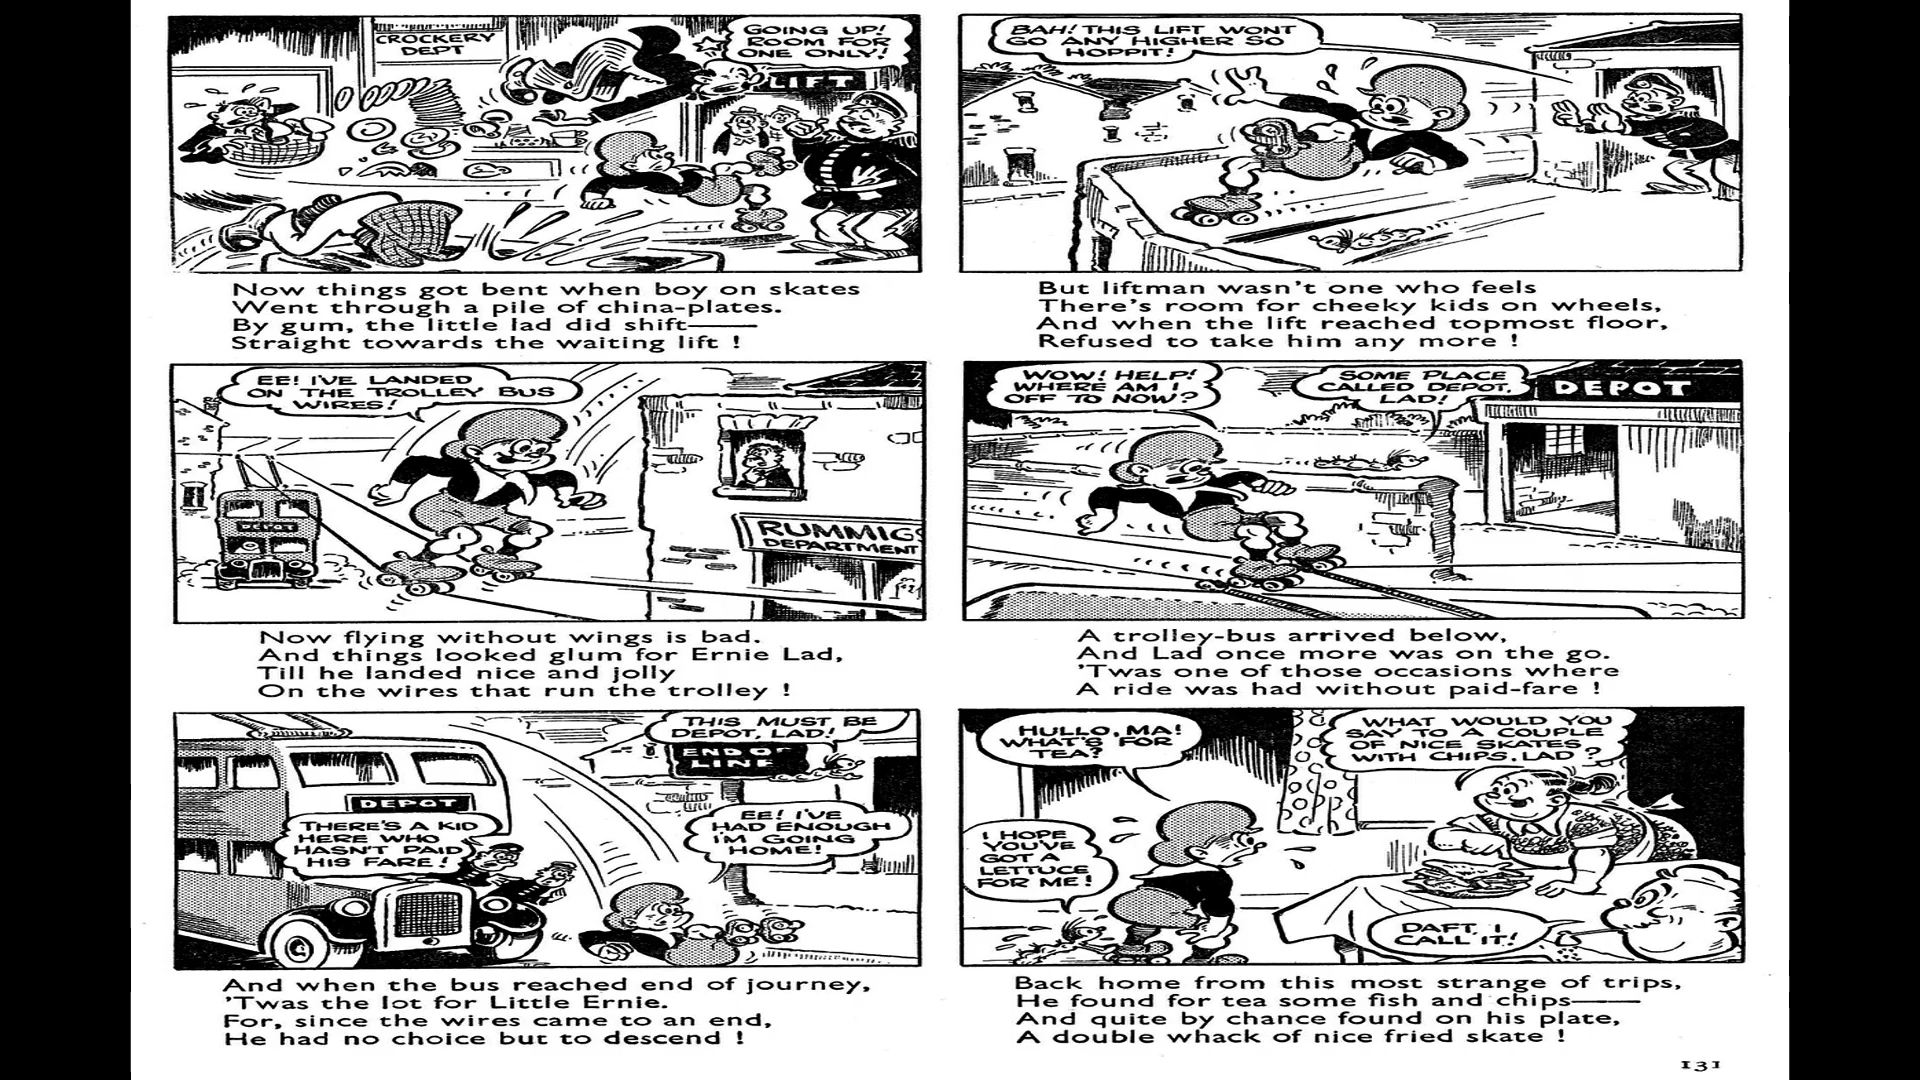 CROCKERY
DEPT
GOING UP!
ROOM FOR
ONE ONLY!
LIFT
Now things got bent when boy on skates
Went through a pile of china-plates.
By gum, the little lad did shift——
Straight towards the waiting lift !
BAH! THIS LIFT WONT
GO ANY HIGHER SO
HOPPIT!
But liftman wasn't one who feels
There's room for cheeky kids on wheels,
And when the lift reached topmost floor,
Refused to take him any more !
EE! I'VE LANDED
ON THE TROLLEY BUS
WIRES!
DEPOT
RUMMIGS
DEPARTMENT
Now flying without wings is bad.
And things looked glum for Ernie Lad,
Till he landed nice and jolly
On the wires that run the trolley !
WOW! HELP!
WHERE AM I
OFF TO NOW?
SOME PLACE
CALLED DEPOT,
LAD!
DEPOT
A trolley-bus arrived below,
And Lad once more was on the go.
'Twas one of those occasions where
A ride was had without paid-fare !
THIS MUST BE
DEPOT, LAD!
END OF
LINE
DEPOT
THERE'S A KID
HERE WHO
HASN'T PAID
HIS FARE!
EE! I'VE
HAD ENOUGH
I'M GOING
HOME!
And when the bus reached end of journey,
'Twas the lot for Little Ernie.
For, since the wires came to an end,
He had no choice but to descend !
HULLO, MA!
WHAT'S FOR
TEA?
WHAT WOULD YOU
SAY TO A COUPLE
OF NICE SKATES
WITH CHIPS, LAD?
I HOPE
YOU'VE
GOT A
LETTUCE
FOR ME!
DAFT, I
CALL IT!
Back home from this most strange of trips,
He found for tea some fish and chips——
And quite by chance found on his plate,
A double whack of nice fried skate !
131